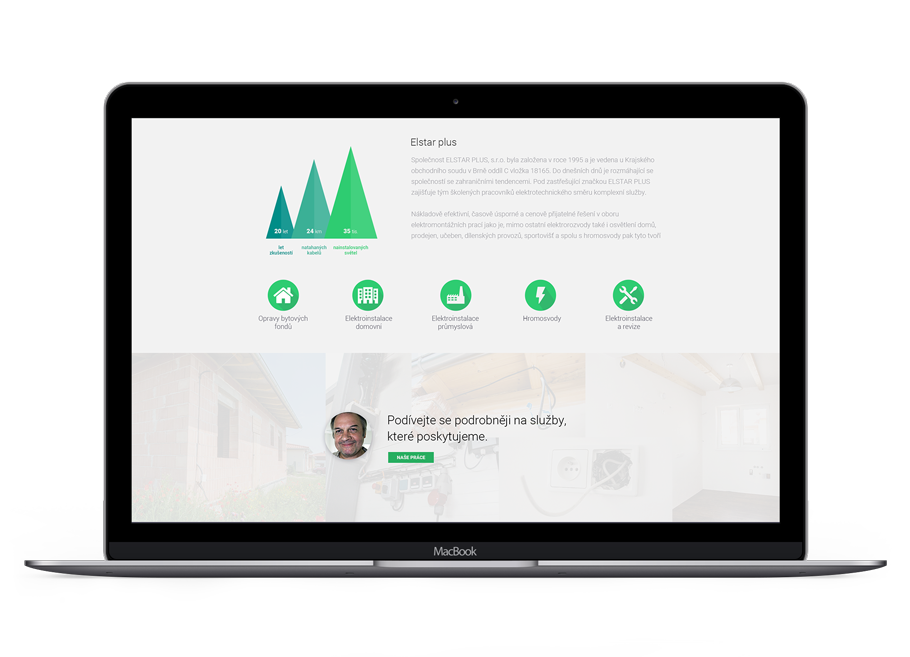 Elstar plus
Společnost ELSTAR PLUS, s.r.o. byla založena v roce 1995 a je vedena u Krajského
obchodního soudu v Brně oddíl C vložka 18165. Do dnešních dnů je rozmáhající se
společností se zahraničními tendencemi. Pod zastřešující značkou ELSTAR PLUS
zajišťuje tým školených pracovníků elektrotechnického směru komplexní služby.
Nákladově efektivní, časově úsporné a cenově přijatelné řešení v oboru
elektromontážních prací jako je, mimo ostatní elektrorozvody také i osvětlení domů,
prodejen, učeben, dílenských provozů, sportovišť a spolu s hromosvody pak tyto tvoří
20 let
24 km
35 tis.
let
zkušeností
natahaných
kabelů
nainstalovaných
světel
Opravy bytových
fondů
Elektroinstalace
domovní
Elektroinstalace
průmyslová
Hromosvody
Elektroinstalace
a revize
Podívejte se podrobněji na služby,
které poskytujeme.
NAŠE PRÁCE
MacBook